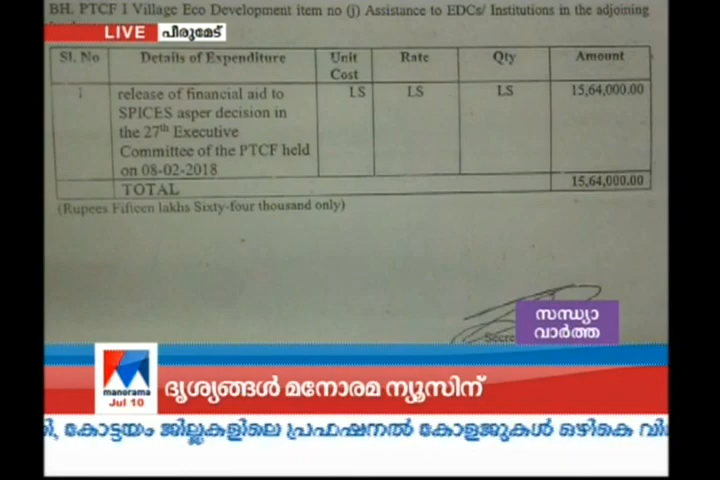 BH. PTCF 1 Village Eco Development item no (j) Assistance to EDCs/ Institutions in the adjoining
LIVE പീരുമേട്
Sl. No Details of Expenditure Unit Cost Rate Qty Amount
i release of financial aid to LS LS LS 15,64,000.00
SPICES asper decision in
the 27th Executive
Committee of the PTCF held
on 08-02-2018
TOTAL 15,64,000.00
(Rupees Fifteen lakhs Sixty-four thousand only)
സന്ധ്യാ
വാർത്ത
manorama
Jul 10
ദൃശ്യങ്ങൾ മനോരമ ന്യൂസിന്
കോട്ടയം ജില്ലകളിലെ പ്രഫഷനൽ കോളജുകൾ ഒഴികെ